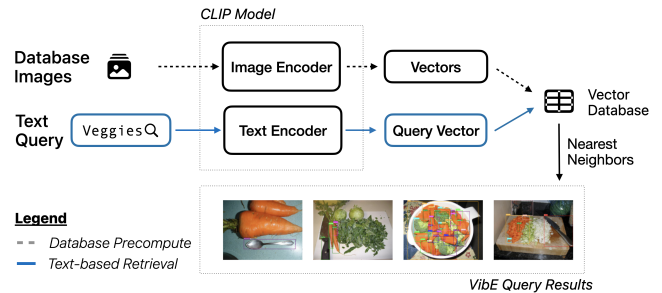 CLIP Model
Database
Images
Image Encoder
Vectors
Vector
Database
Text
Query
Veggies
Text Encoder
Query Vector
Nearest
Neighbors
Legend
Database Precompute
Text-based Retrieval
VibE Query Results